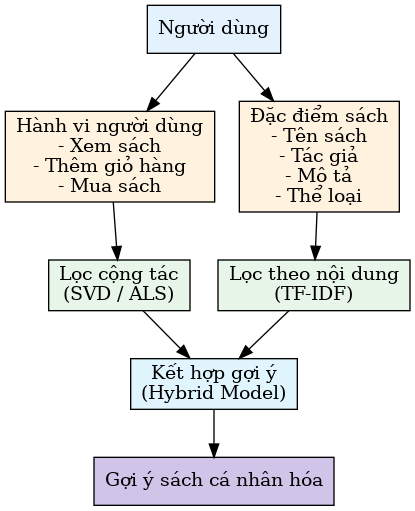 Người dùng
Hành vi người dùng
- Xem sách
- Thêm giỏ hàng
- Mua sách
Đặc điểm sách
- Tên sách
- Tác giả
- Mô tả
- Thể loại
Lọc cộng tác
(SVD / ALS)
Lọc theo nội dung
(TF-IDF)
Kết hợp gợi ý
(Hybrid Model)
Gợi ý sách cá nhân hóa